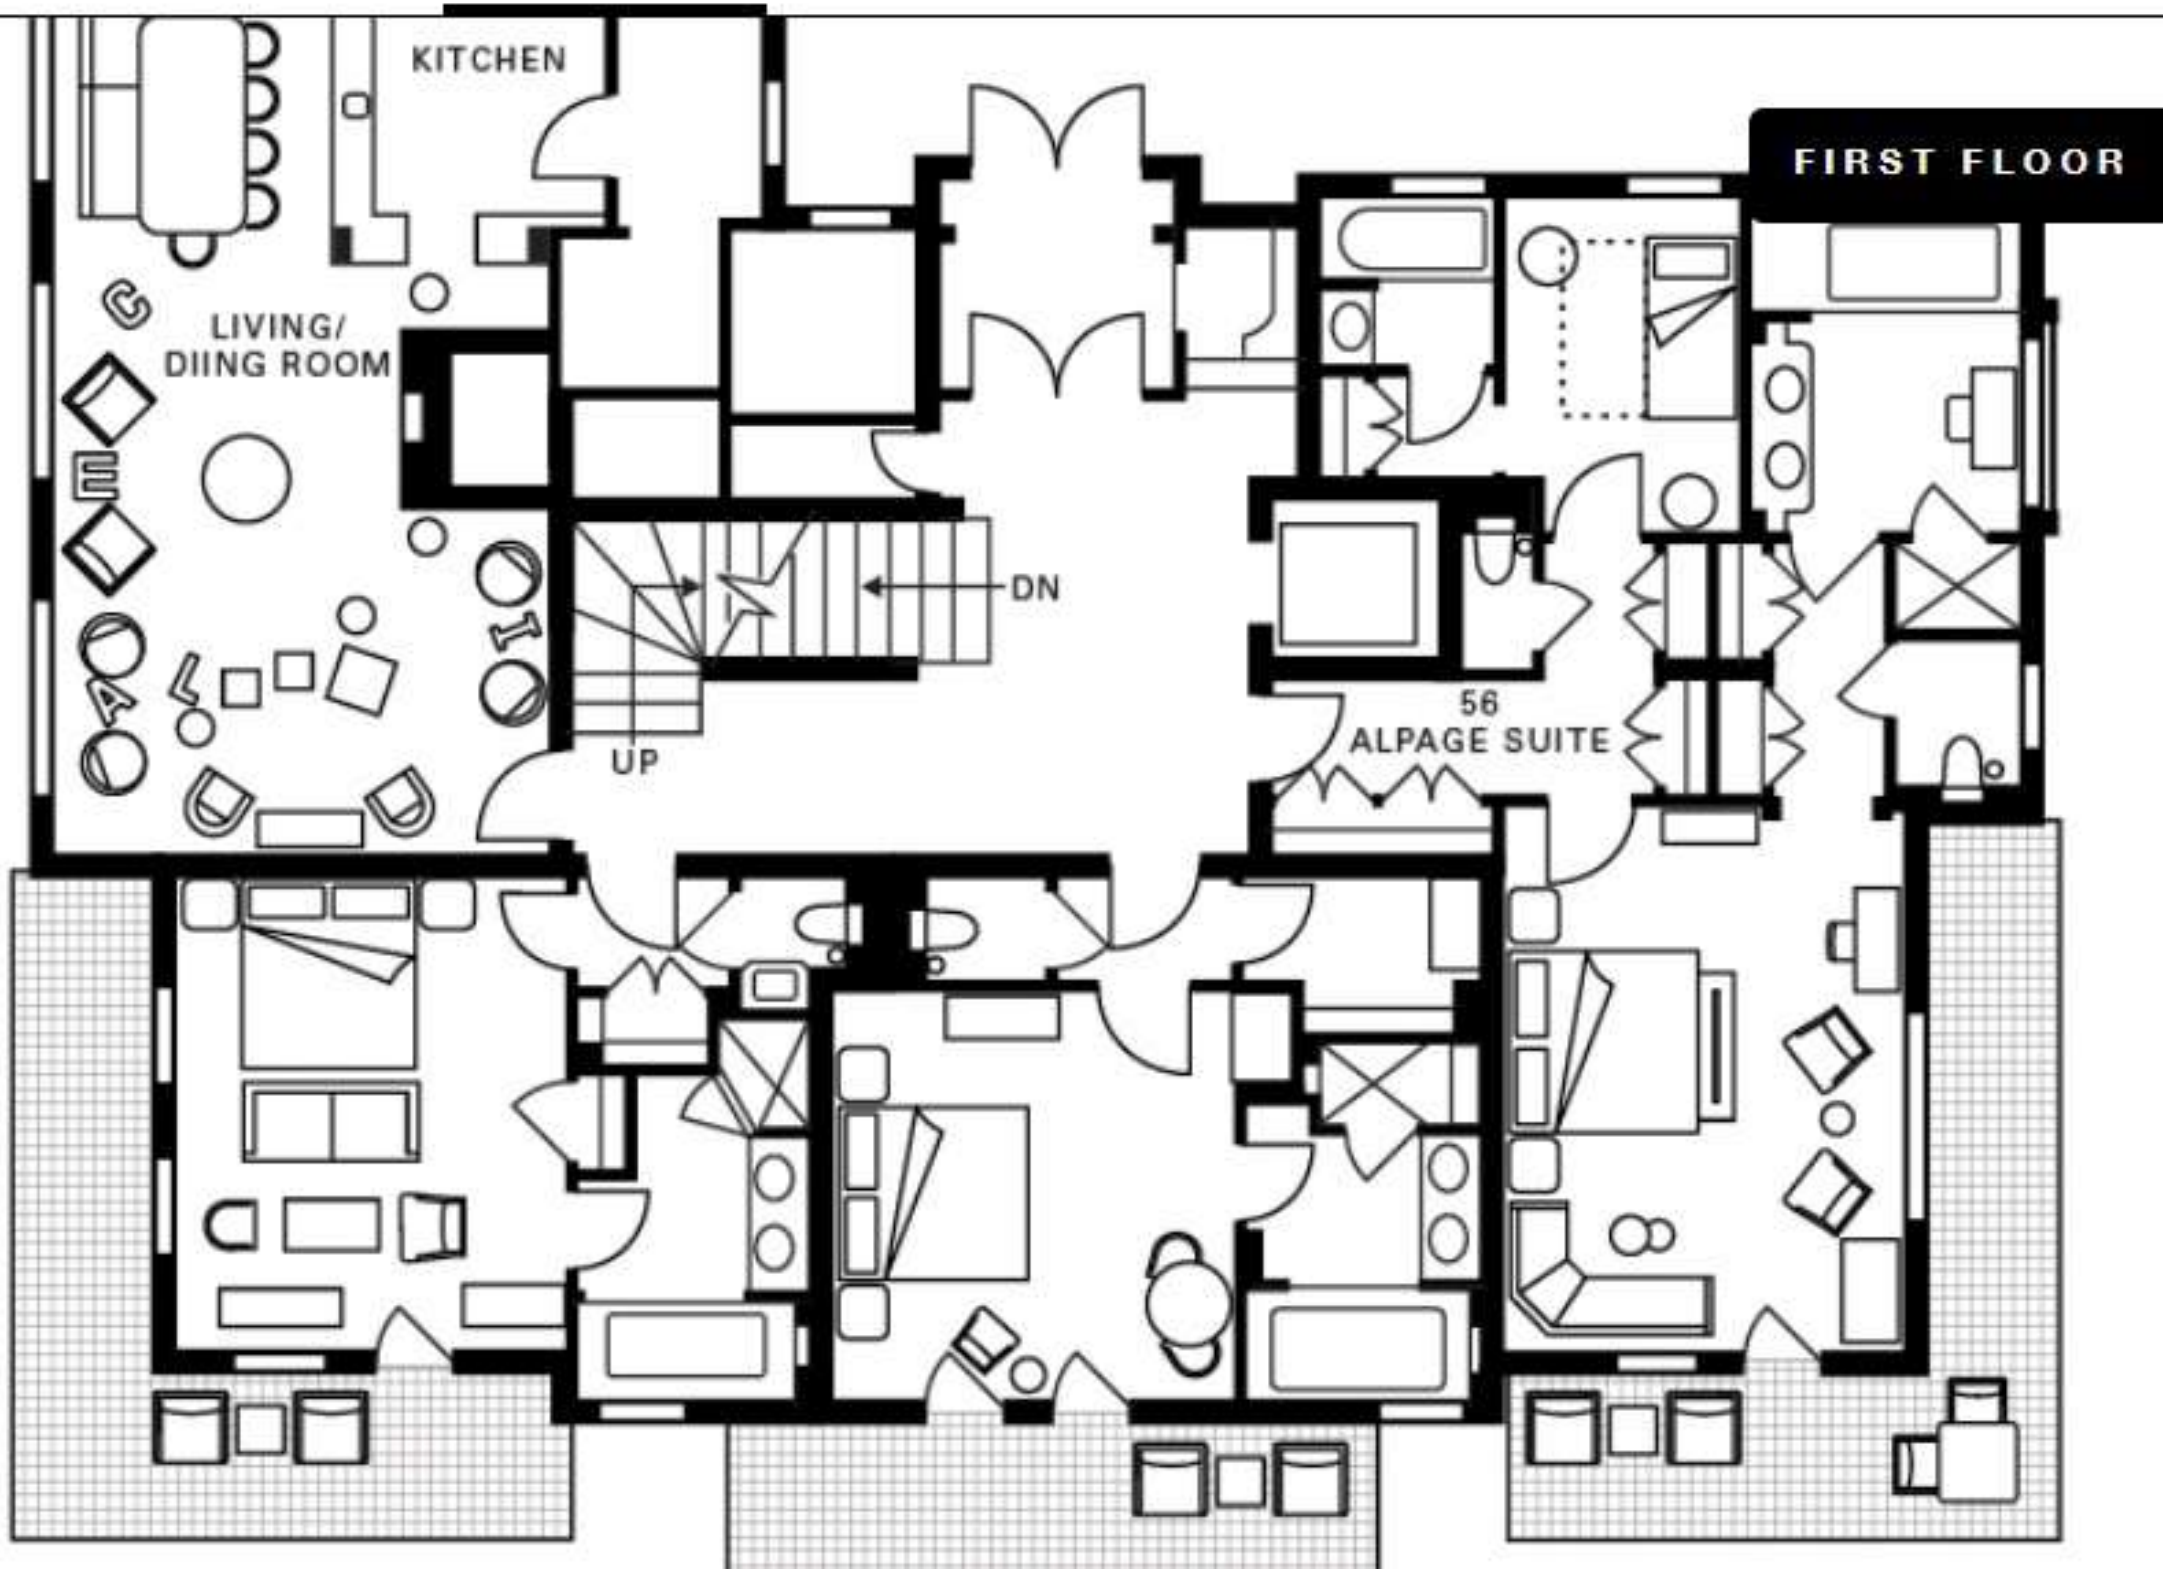 KITCHEN
FIRST FLOOR
LIVING/
DIING ROOM
C
E
A
L
I
DN
UP
56
ALPAGE SUITE